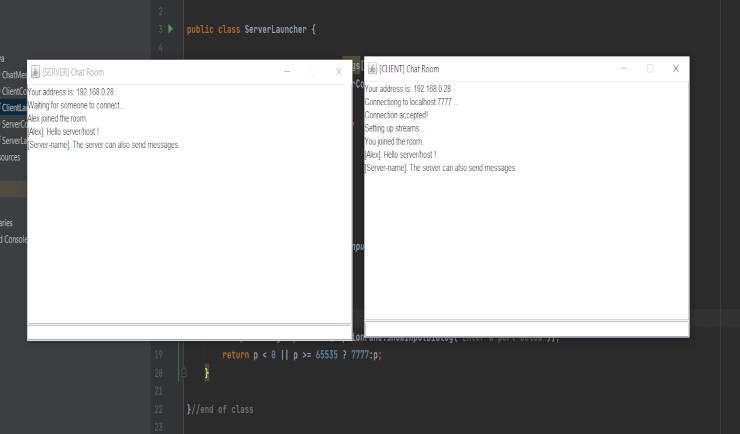 2
3 public class ServerLauncher {
4
[SERVER] Chat Room
Your address is: 192.168.0.28
Waiting for someone to connect...
Alex joined the room.
[Alex]: Hello server/host !
[Server-name]: The server can also send messages.
[CLIENT] Chat Room
Your address is: 192.168.0.28
Connectiong to localhost:7777 ...
Connection accepted!
Setting up streams...
You joined the room.
[Alex]: Hello server/host !
[Server-name]: The server can also send messages.
ChatMes
ClientCo
ClientLa
ServerCo
ServerLa
sources
aries
d Console
19 return p < 0 || p >= 65535 ? 7777:p;
20 }
21
22 }//end of class
23